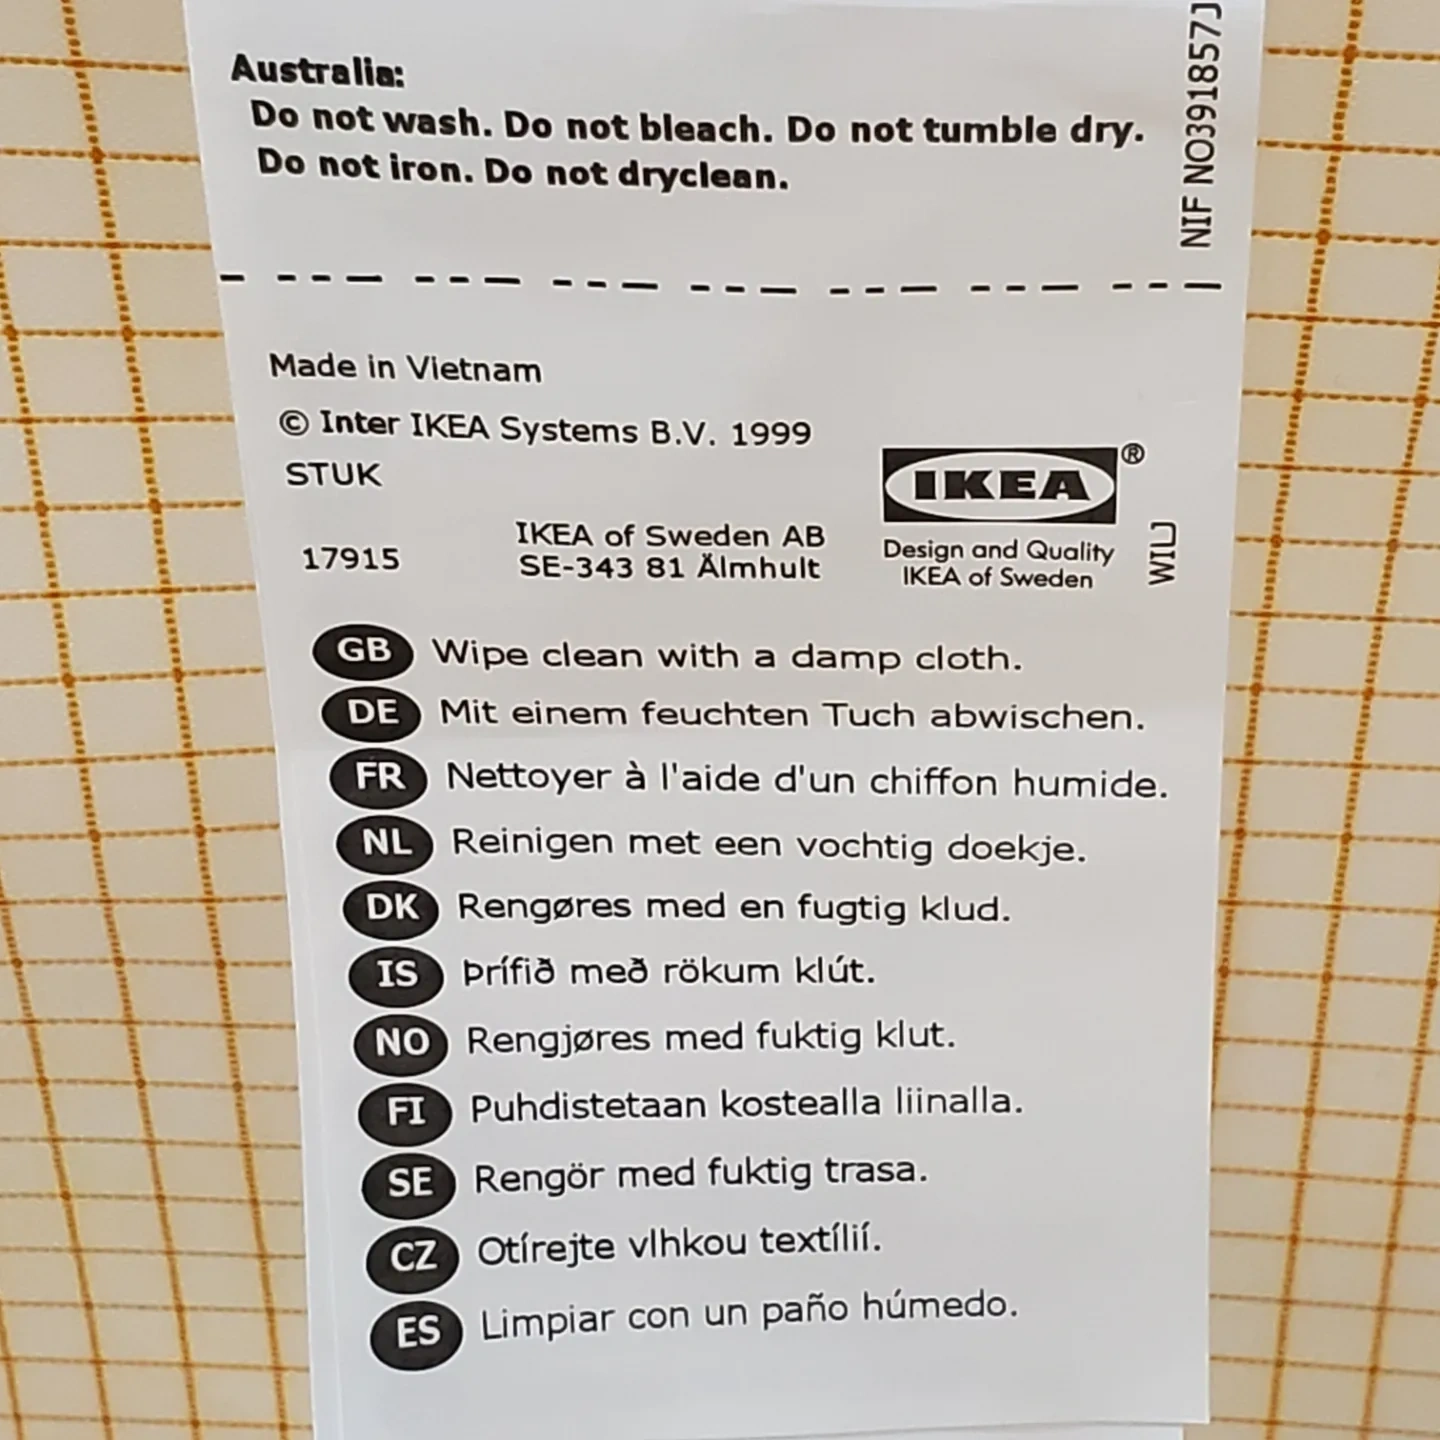 Australia:
Do not wash. Do not bleach. Do not tumble dry.
Do not iron. Do not dryclean.
NIF NO391857J
Made in Vietnam
© Inter IKEA Systems B.V. 1999
STUK
17915
IKEA of Sweden AB
SE-343 81 Älmhult
IKEA®
Design and Quality
IKEA of Sweden
GB Wipe clean with a damp cloth.
DE Mit einem feuchten Tuch abwischen.
FR Nettoyer à l'aide d'un chiffon humide.
NL Reinigen met een vochtig doekje.
DK Rengøres med en fugtig klud.
IS Þrífið með rökum klút.
NO Rengjøres med fuktig klut.
FI Puhdistetaan kostealla liinalla.
SE Rengör med fuktig trasa.
CZ Otírejte vlhkou textílií.
ES Limpiar con un paño húmedo.